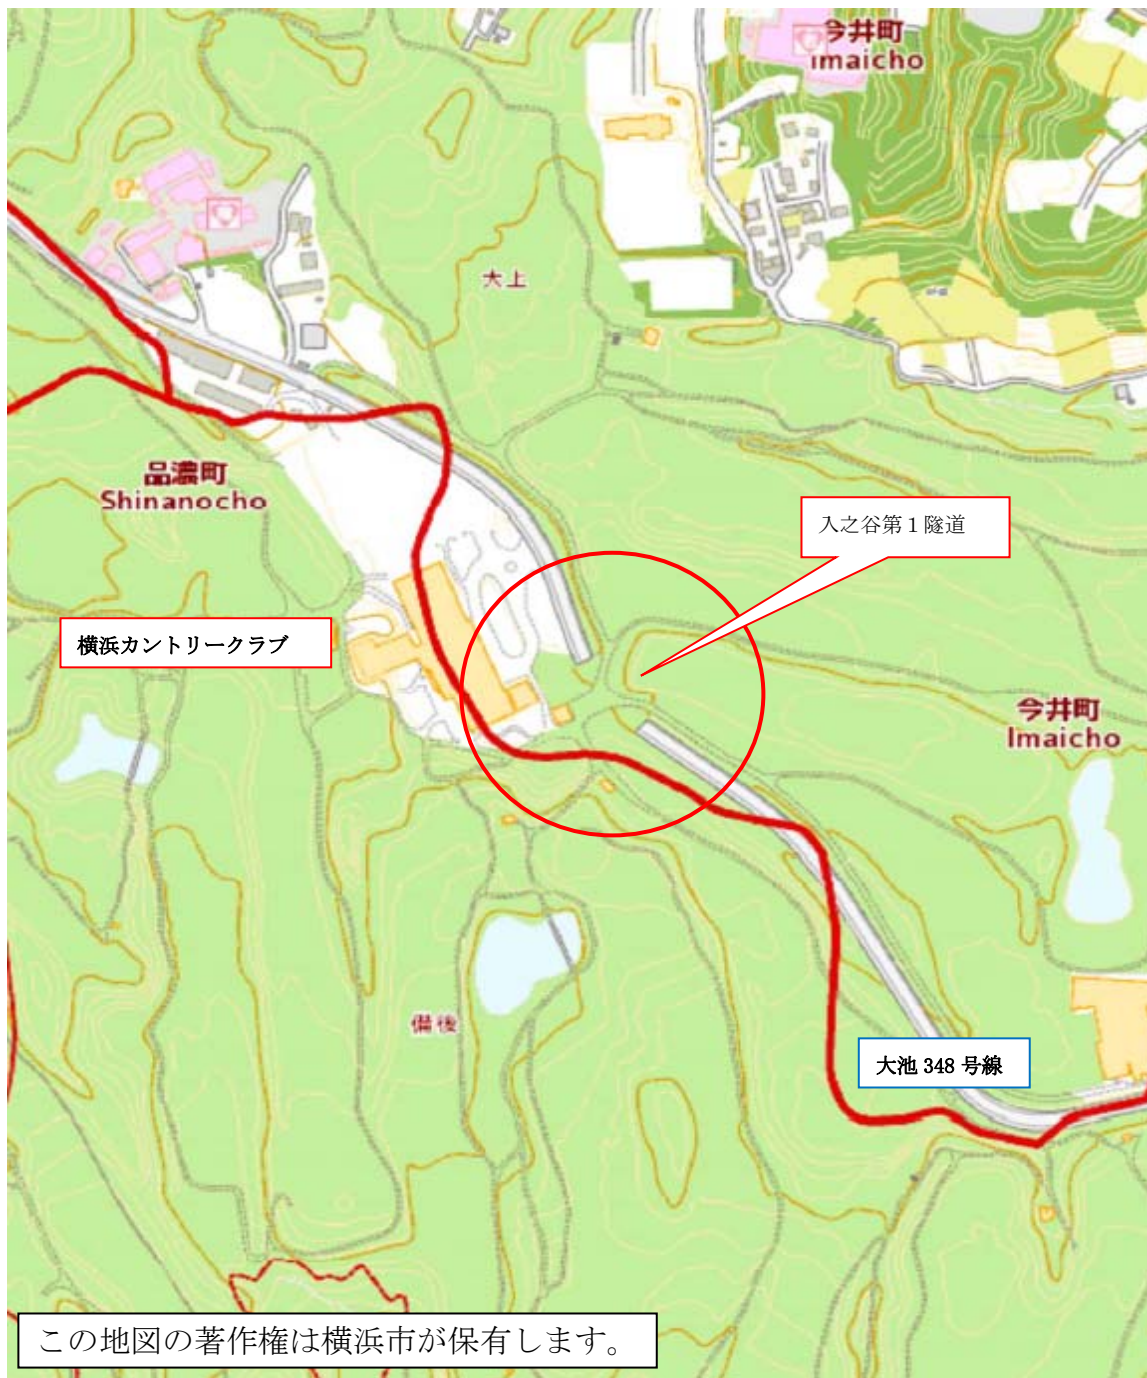 今井町
Imaicho
大上
品濃町
Shinanocho
入之谷第1隧道
横浜カントリークラブ
今井町
Imaicho
備後
大池 348 号線
この地図の著作権は横浜市が保有します。